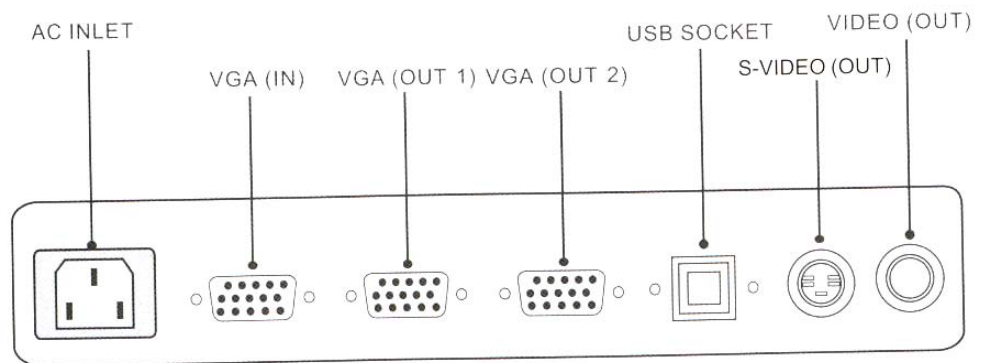 AC INLET
VGA (IN)
VGA (OUT 1)
VGA (OUT 2)
USB SOCKET
S-VIDEO (OUT)
VIDEO (OUT)